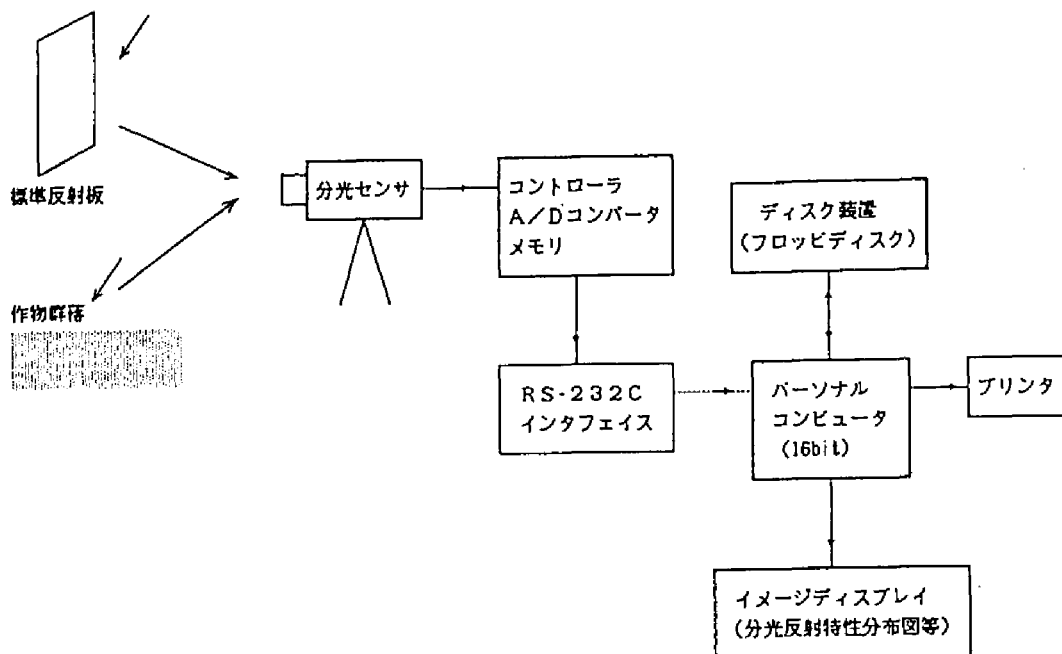 標準反射板
分光センサ
コントローラ
A/Dコンバータ
メモリ
ディスク装置
(フロッピディスク)
作物群落
RS-232C
インタフェイス
パーソナル
コンピュータ
(16bit)
プリンタ
イメージディスプレイ
(分光反射特性分布図等)